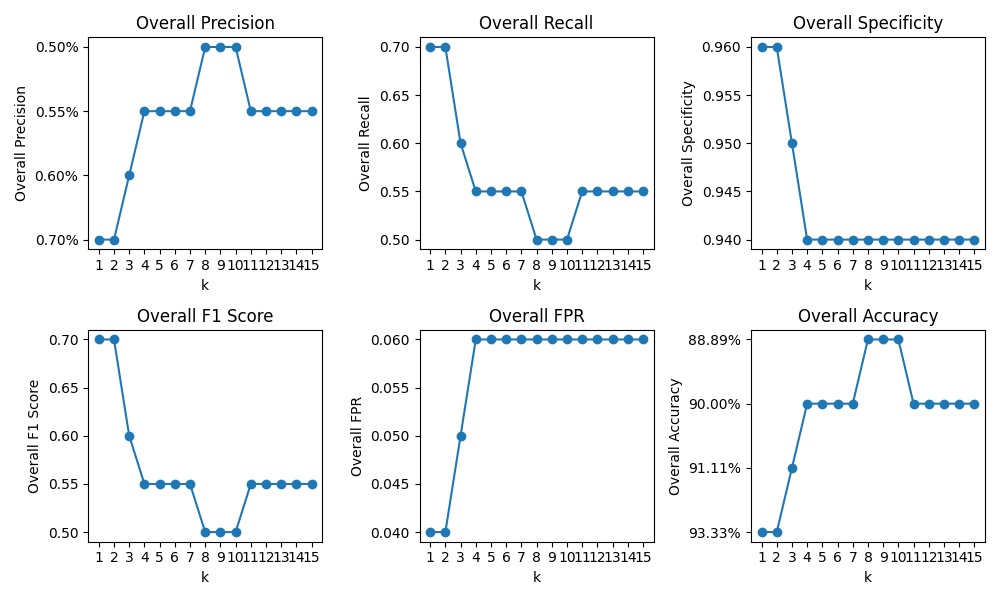 Overall Precision
Overall Precision
0.50%
0.55%
0.60%
0.70%
1 2 3 4 5 6 7 8 9 10 11 12 13 14 15
k
Overall Recall
Overall Recall
0.70
0.65
0.60
0.55
0.50
1 2 3 4 5 6 7 8 9 10 11 12 13 14 15
k
Overall Specificity
Overall Specificity
0.960
0.955
0.950
0.945
0.940
1 2 3 4 5 6 7 8 9 10 11 12 13 14 15
k
Overall F1 Score
Overall F1 Score
0.70
0.65
0.60
0.55
0.50
1 2 3 4 5 6 7 8 9 10 11 12 13 14 15
k
Overall FPR
Overall FPR
0.060
0.055
0.050
0.045
0.040
1 2 3 4 5 6 7 8 9 10 11 12 13 14 15
k
Overall Accuracy
Overall Accuracy
88.89%
90.00%
91.11%
93.33%
1 2 3 4 5 6 7 8 9 10 11 12 13 14 15
k